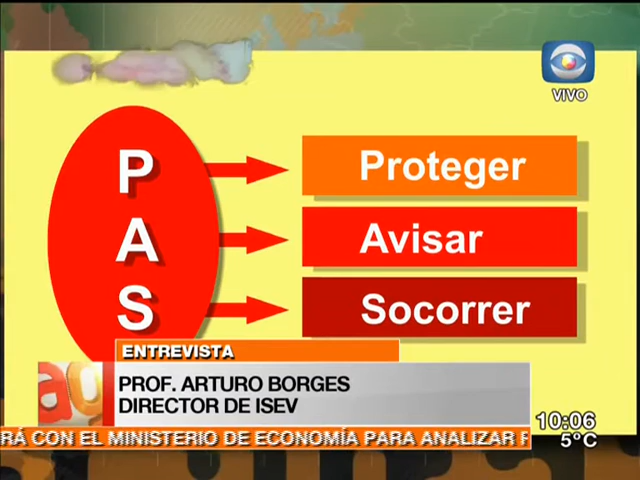 VIVO
P
Proteger
A
Avisar
S
Socorrer
ENTREVISTA
PROF. ARTURO BORGES
DIRECTOR DE ISEV
10:06
RÁ CON EL MINISTERIO DE ECONOMÍA PARA ANALIZAR
5°C